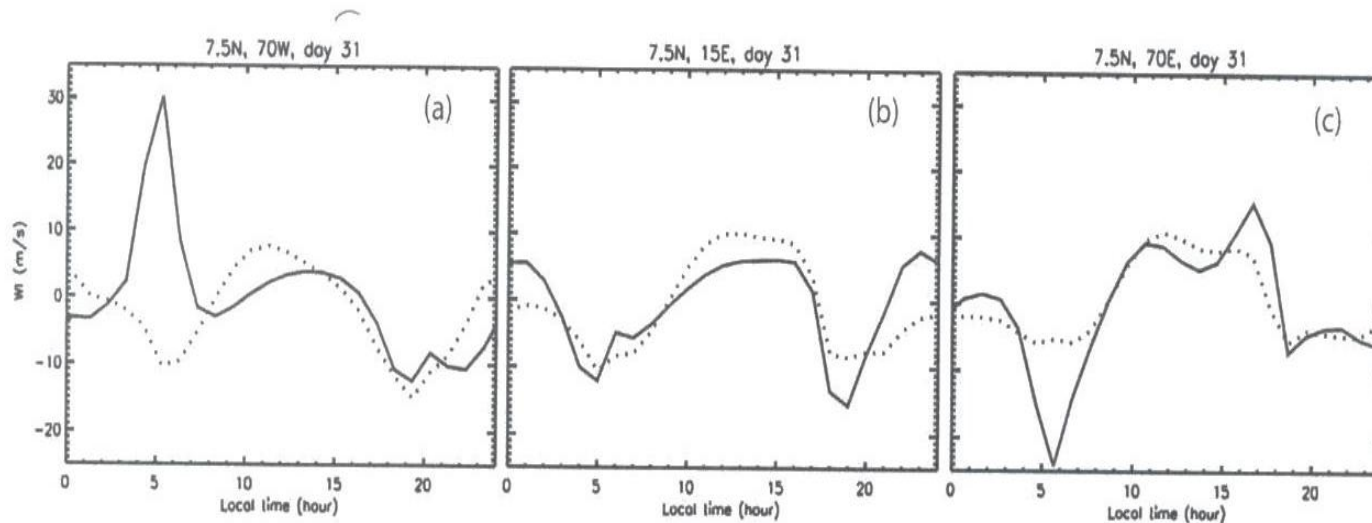 7.5N, 70W, day 31
7.5N, 15E, day 31
7.5N, 70E, day 31
(a)
(b)
(c)
30
20
10
0
-10
-20
WI (m/s)
0 5 10 15 20
0 5 10 15 20
0 5 10 15 20
Local time (hour)
Local time (hour)
Local time (hour)